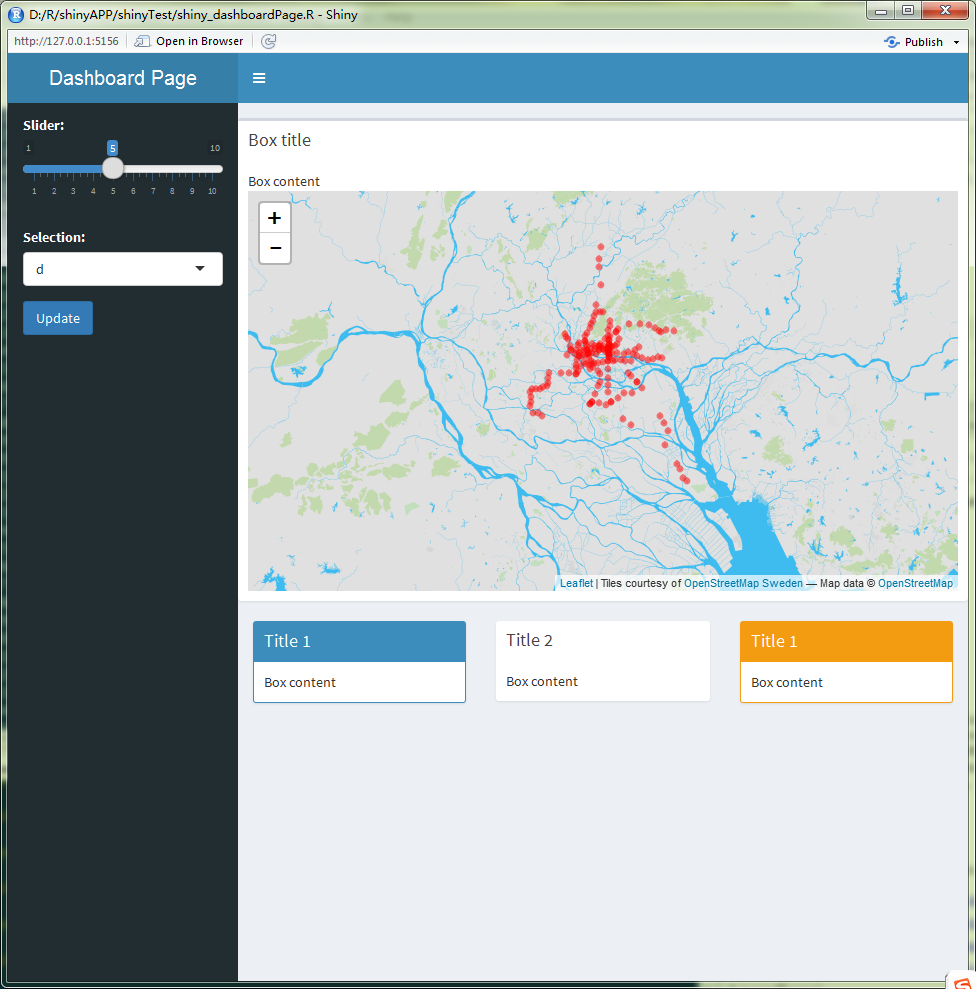 D:/R/shinyAPP/shinyTest/shiny_dashboardPage.R - Shiny
http://127.0.0.1:5156 Open in Browser Publish
Dashboard Page
Slider:
1 5 10
1 2 3 4 5 6 7 8 9 10
Selection:
d
Update
Box title
Box content
+
−
Leaflet | Tiles courtesy of OpenStreetMap Sweden — Map data © OpenStreetMap
Title 1
Box content
Title 2
Box content
Title 1
Box content